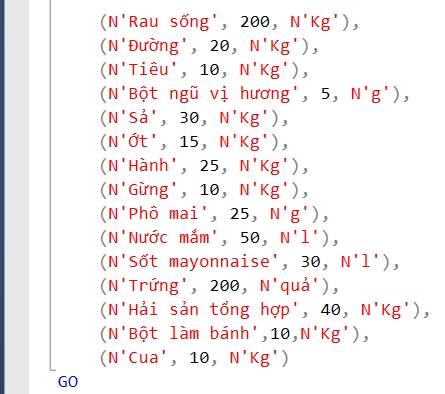 (N'Rau sống', 200, N'Kg'),
(N'Đường', 20, N'Kg'),
(N'Tiêu', 10, N'Kg'),
(N'Bột ngũ vị hương', 5, N'g'),
(N'Sả', 30, N'Kg'),
(N'Ớt', 15, N'Kg'),
(N'Hành', 25, N'Kg'),
(N'Gừng', 10, N'Kg'),
(N'Phô mai', 25, N'g'),
(N'Nước mắm', 50, N'l'),
(N'Sốt mayonnaise', 30, N'l'),
(N'Trứng', 200, N'quả'),
(N'Hải sản tổng hợp', 40, N'Kg'),
(N'Bột làm bánh',10,N'Kg'),
(N'Cua', 10, N'Kg')
GO